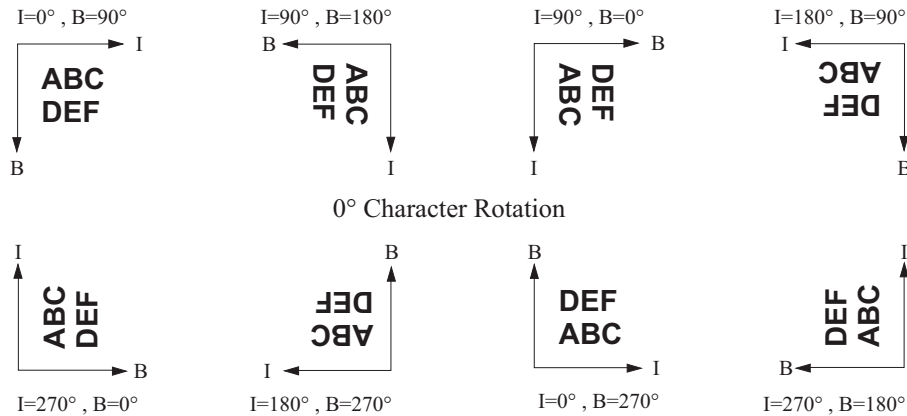 I=0° , B=90°
I=90° , B=180°
I=90° , B=0°
I=180° , B=90°
I
ABC
DEF
B
B
ABC
DEF
I
B
DEF
ABC
I
I
ABC
DEF
B
0° Character Rotation
I
ABC
DEF
B
I=270° , B=0°
B
DEF
ABC
I
I=180° , B=270°
B
DEF
ABC
I
I=0° , B=270°
I
DEF
ABC
B
I=270° , B=180°